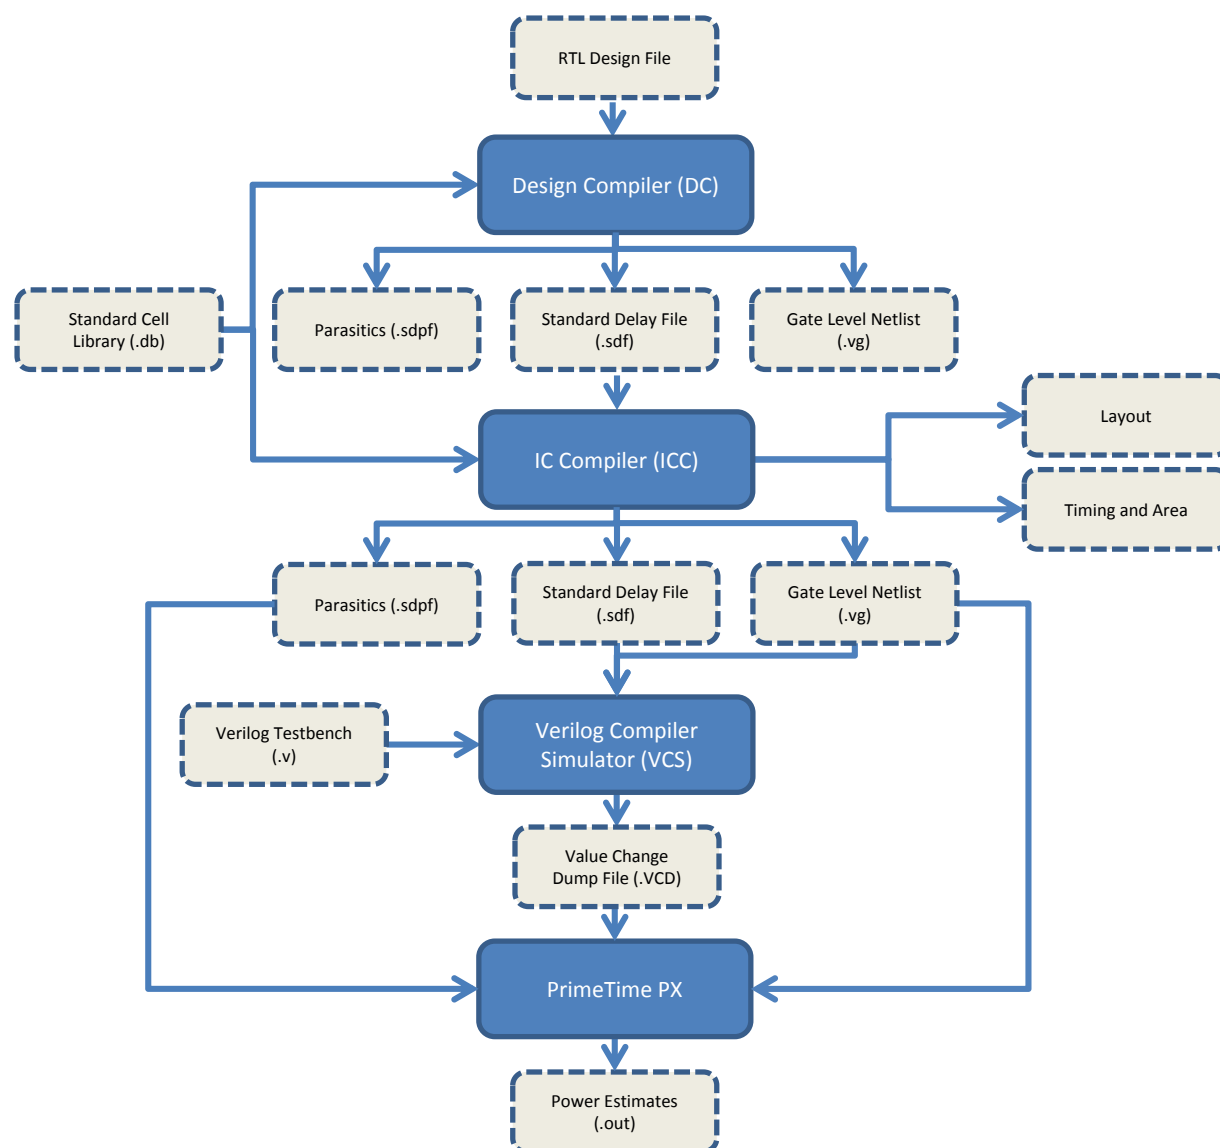 RTL Design File
Design Compiler (DC)
Standard Cell
Library (.db)
Parasitics (.sdpf)
Standard Delay File
(.sdf)
Gate Level Netlist
(.vg)
Layout
IC Compiler (ICC)
Timing and Area
Parasitics (.sdpf)
Standard Delay File
(.sdf)
Gate Level Netlist
(.vg)
Verilog Testbench
(.v)
Verilog Compiler
Simulator (VCS)
Value Change
Dump File (.VCD)
PrimeTime PX
Power Estimates
(.out)